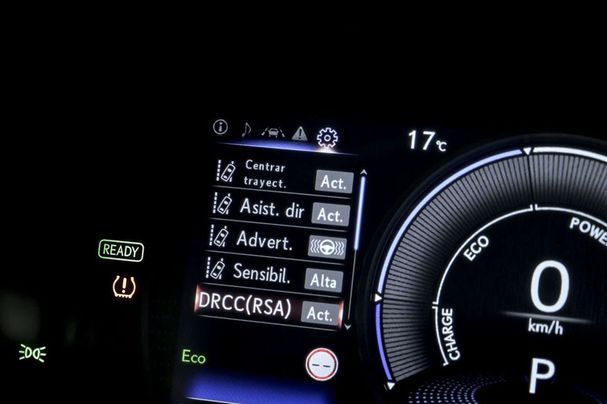 17°C
Centrar
trayect. Act.
Asist. dir Act.
Advert.
Sensibil. Alta
DRCC(RSA) Act.
READY
Eco
--
CHARGE
ECO
POWE
0
km/h
P